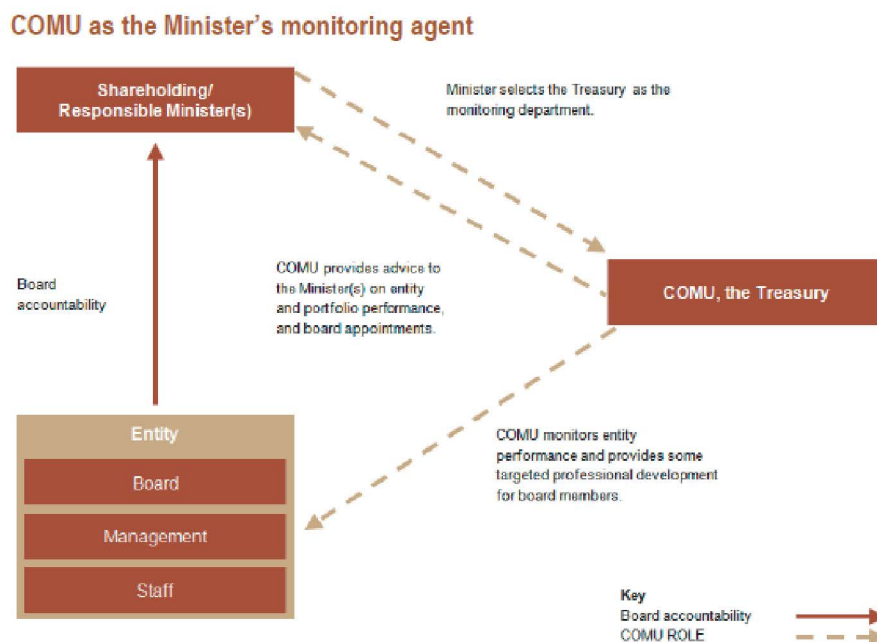 COMU as the Minister's monitoring agent
Shareholding/
Responsible Minister(s)
Minister selects the Treasury as the
monitoring department.
Board
accountability
COMU provides advice to
the Minister(s) on entity
and portfolio performance,
and board appointments.
COMU, the Treasury
Entity
Board
Management
Staff
COMU monitors entity
performance and provides some
targeted professional development
for board members.
Key
Board accountability
COMU ROLE